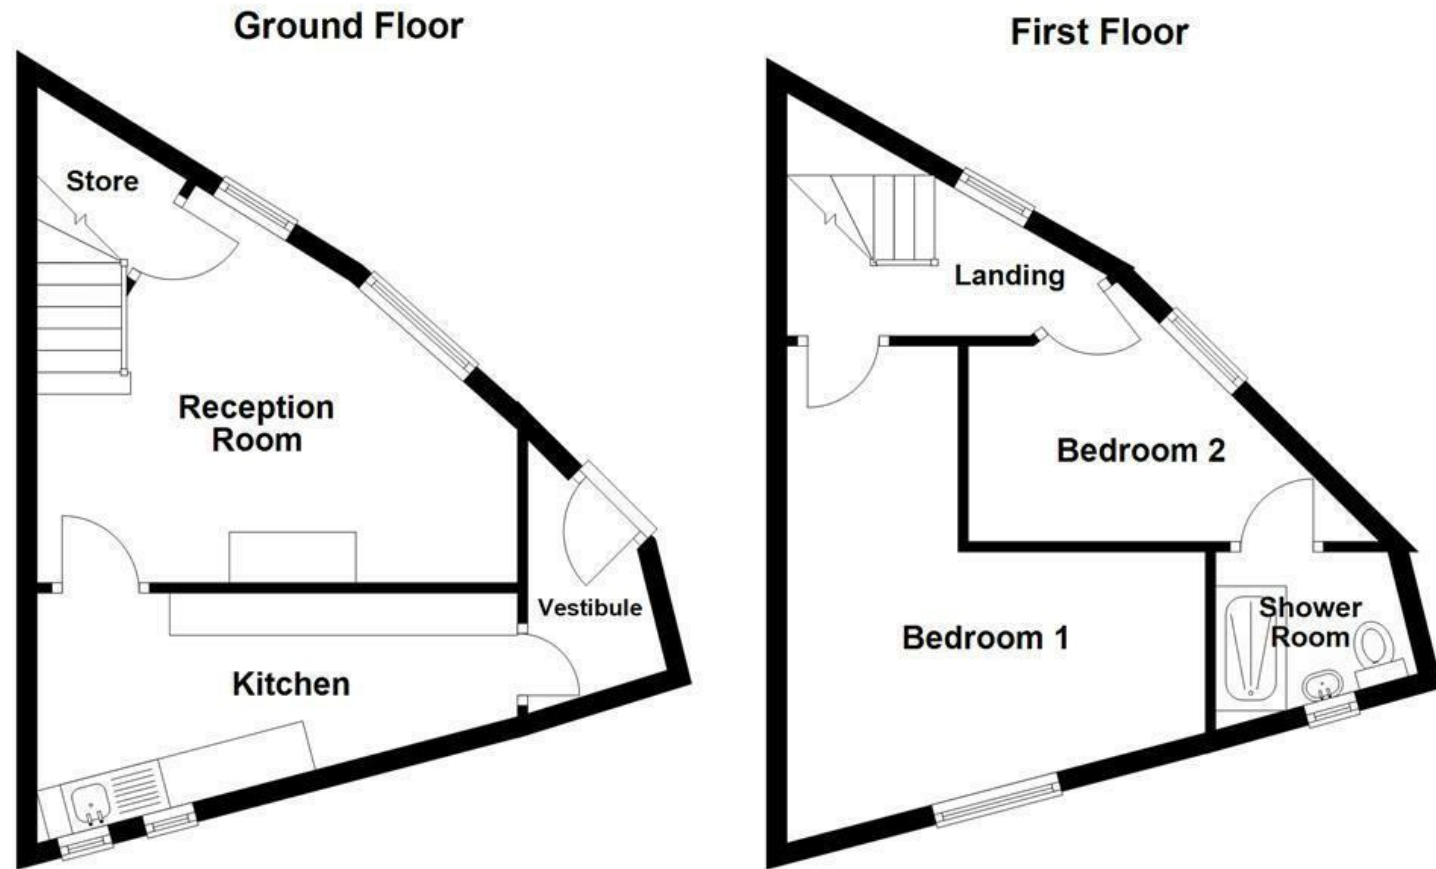 Ground Floor
Store
Reception
Room
Vestibule
Kitchen
First Floor
Landing
Bedroom 2
Bedroom 1
Shower
Room